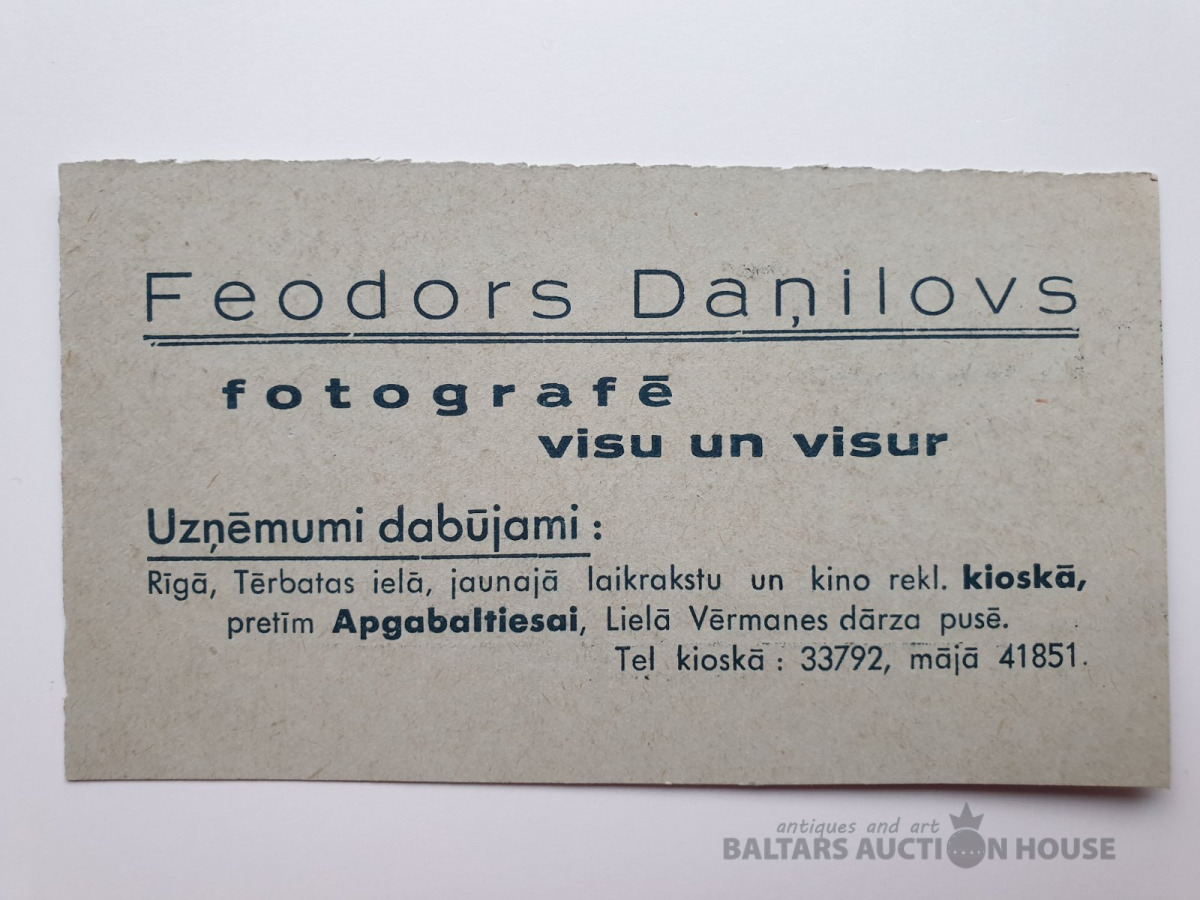 Feodors Daņilovs
fotografē
visu un visur
Uzņēmumi dabūjami :
Rīgā, Tērbatas ielā, jaunajā laikrakstu un kino rekl. kioskā,
pretīm Apgabaltiesai, Lielā Vērmanes dārza pusē.
Tel kioskā : 33792, mājā 41851.
antiques and art
BALTARS AUCTION HOUSE